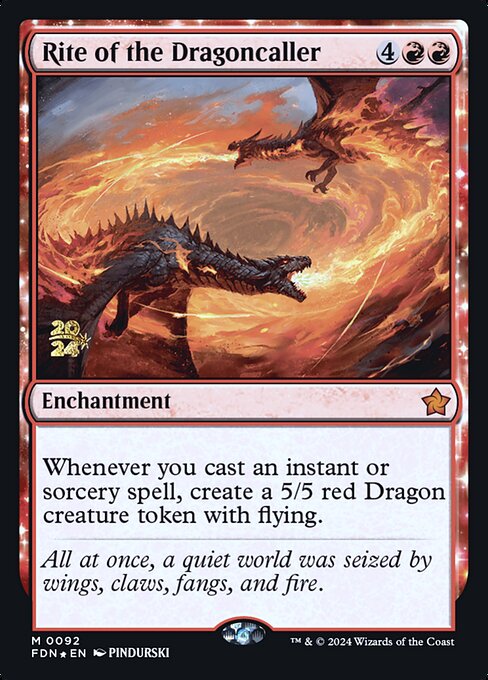 Rite of the Dragoncaller 4
2024
Enchantment
Whenever you cast an instant or
sorcery spell, create a 5/5 red Dragon
creature token with flying.
All at once, a quiet world was seized by
wings, claws, fangs, and fire.
M 0092
FDN★EN PINDURSKI
™ & © 2024 Wizards of the Coast